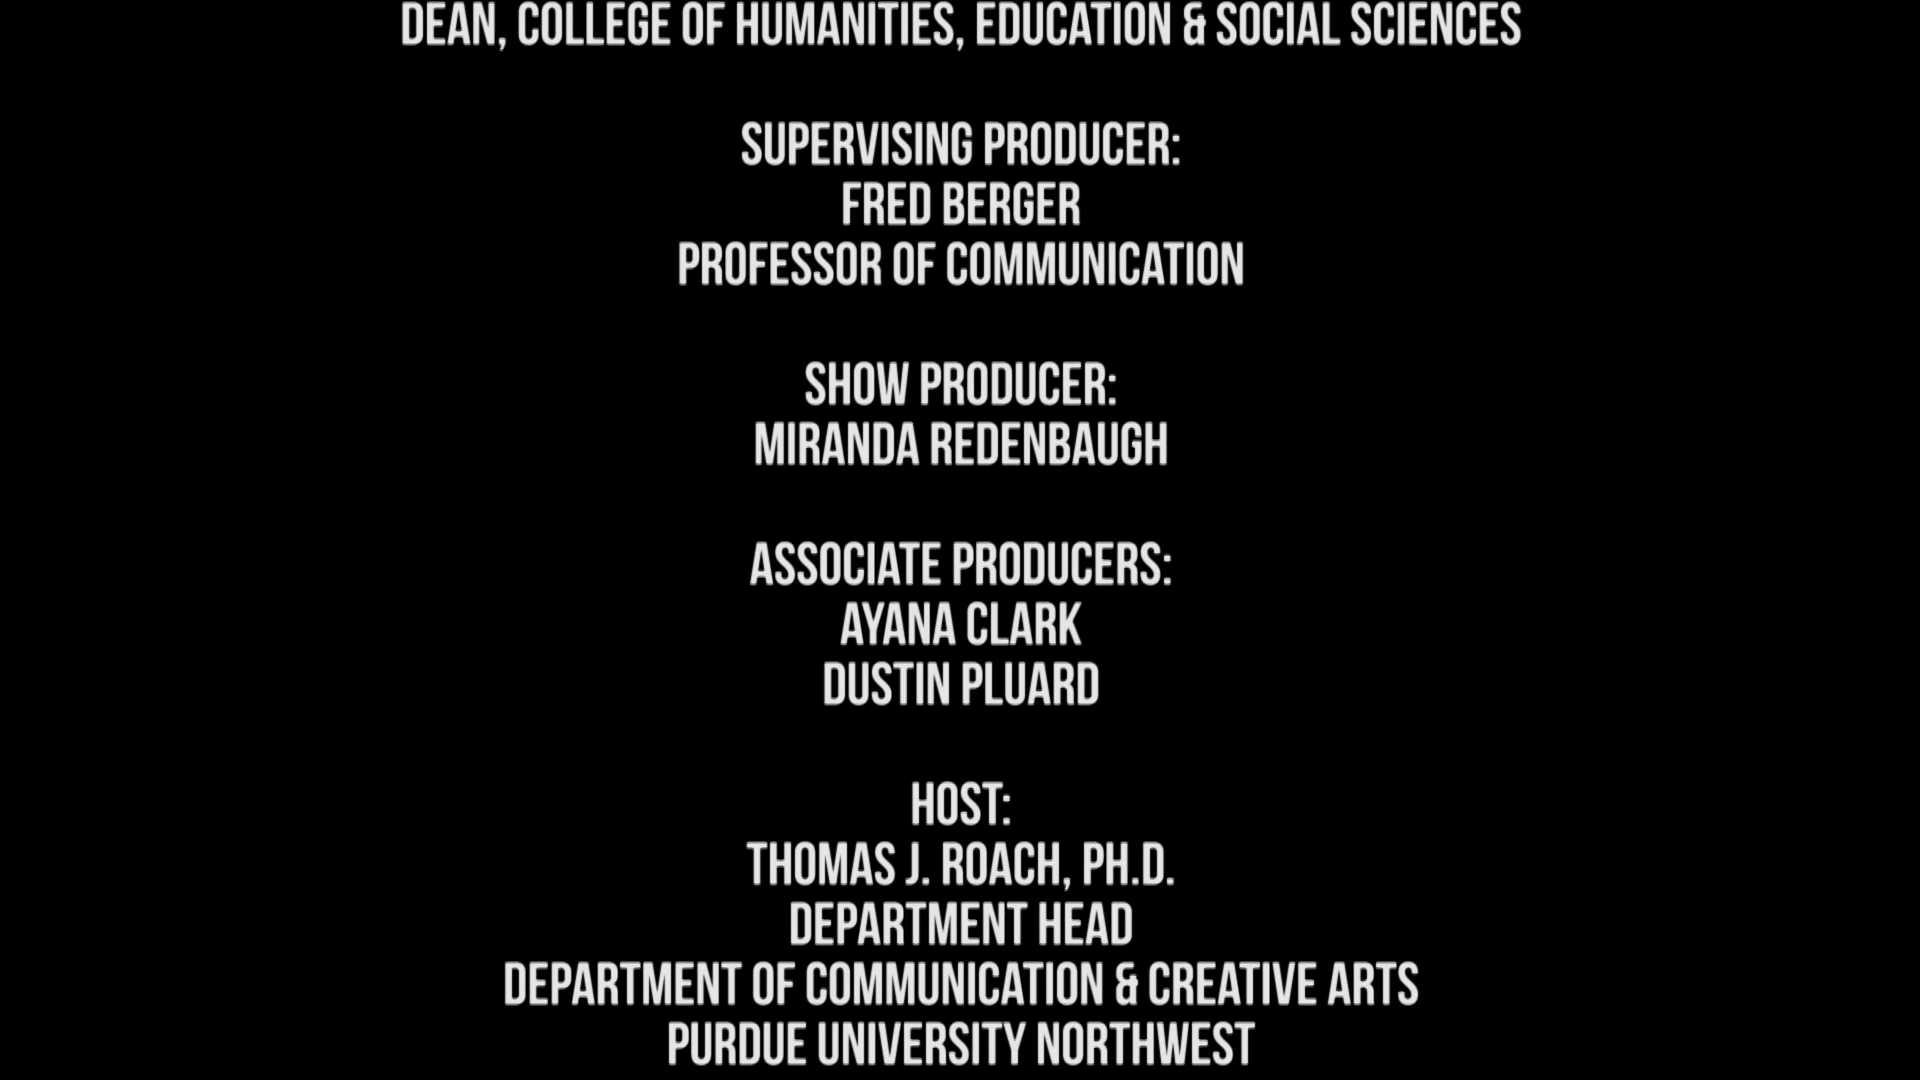 DEAN, COLLEGE OF HUMANITIES, EDUCATION & SOCIAL SCIENCES
SUPERVISING PRODUCER:
FRED BERGER
PROFESSOR OF COMMUNICATION
SHOW PRODUCER:
MIRANDA REDENBAUGH
ASSOCIATE PRODUCERS:
AYANA CLARK
DUSTIN PLUARD
HOST:
THOMAS J. ROACH, PH.D.
DEPARTMENT HEAD
DEPARTMENT OF COMMUNICATION & CREATIVE ARTS
PURDUE UNIVERSITY NORTHWEST